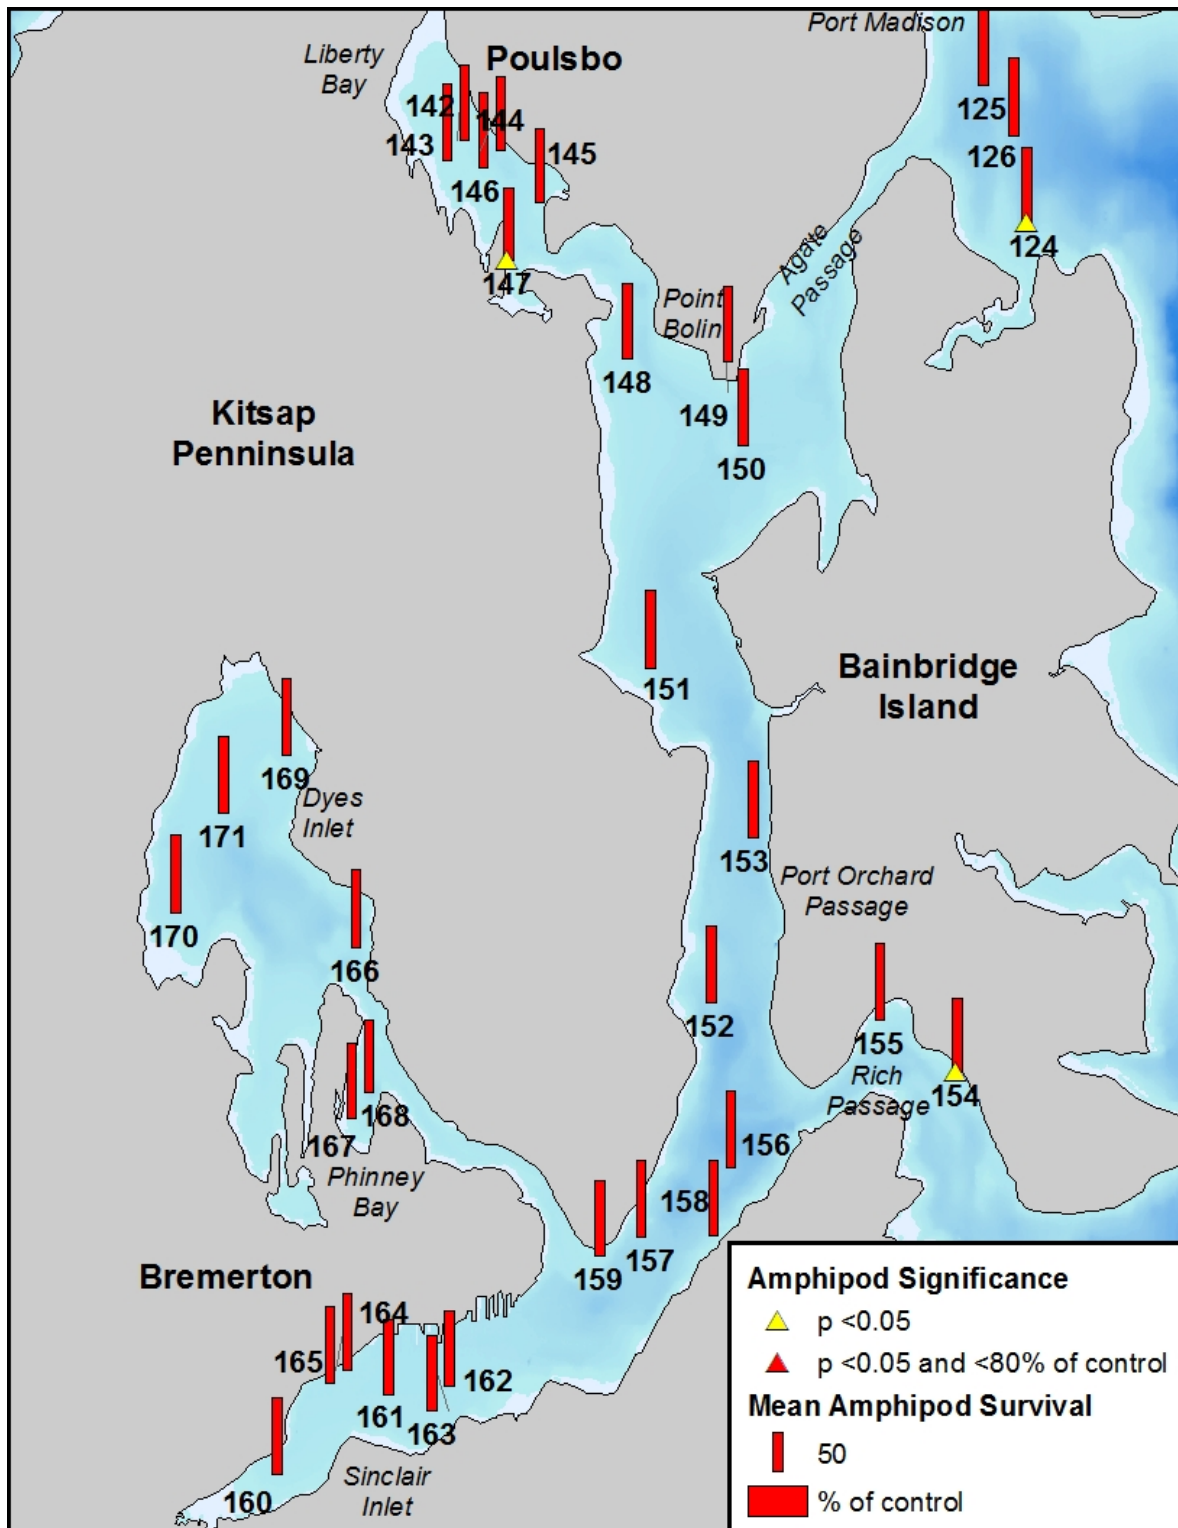 Port Madison
Liberty
Bay
Poulsbo
142
144
125
143
145
126
146
124
147
Agate
Passage
Point
Bolin
148
149
150
Kitsap
Penninsula
151
Bainbridge
Island
169
Dyes
Inlet
171
153
Port Orchard
Passage
170
166
152
155
Rich
Passage
154
168
167
156
Phinney
Bay
158
157
159
Bremerton
164
165
162
161
163
Sinclair
Inlet
160
Amphipod Significance
p <0.05
p <0.05 and <80% of control
Mean Amphipod Survival
50
% of control